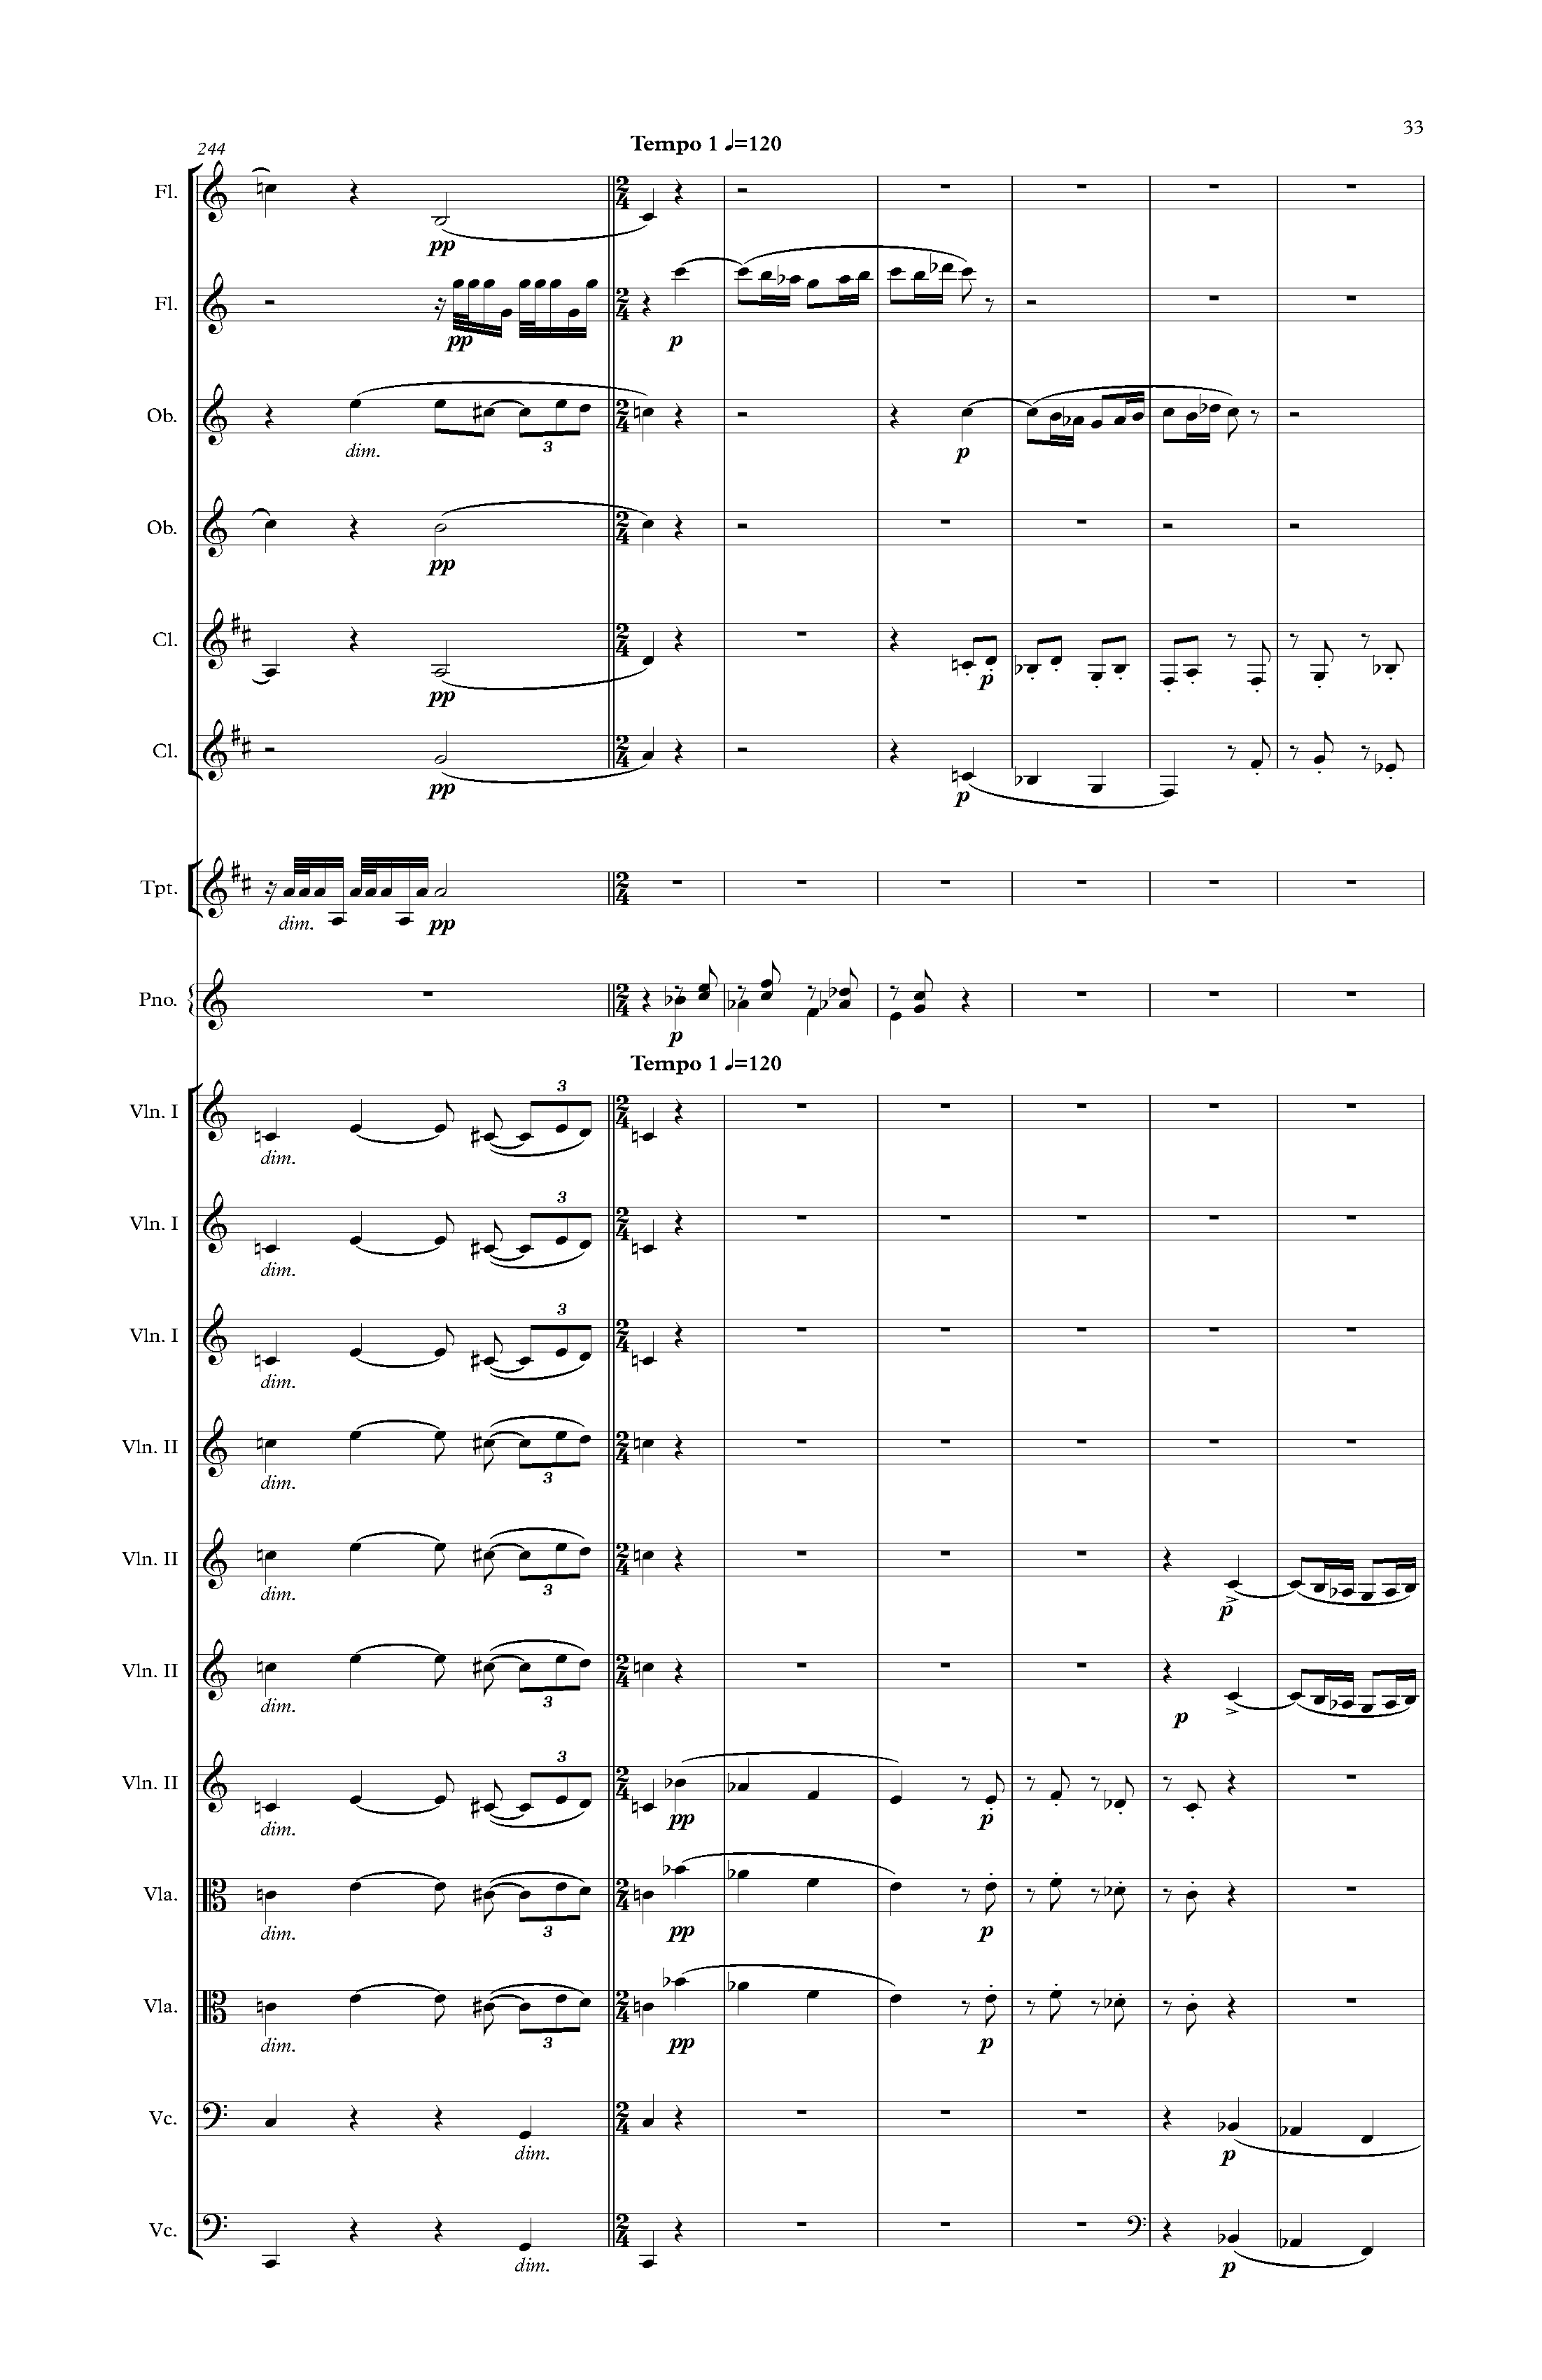 33
244
Tempo 1 ♩=120
Fl.
pp
Fl.
pp p
Ob.
dim. 3 p
Ob.
pp
Cl.
pp p
Cl.
pp p
Tpt.
dim. pp
Pno.
p
Tempo 1 ♩=120
3
Vln. I
dim.
3
Vln. I
dim.
3
Vln. I
dim.
Vln. II
dim. 3
Vln. II
dim. 3 p
Vln. II
dim. 3 p
3
Vln. II
dim. pp p
Vla.
dim. 3 pp p
Vla.
dim. 3 pp p
Vc.
dim. p
Vc.
dim. p